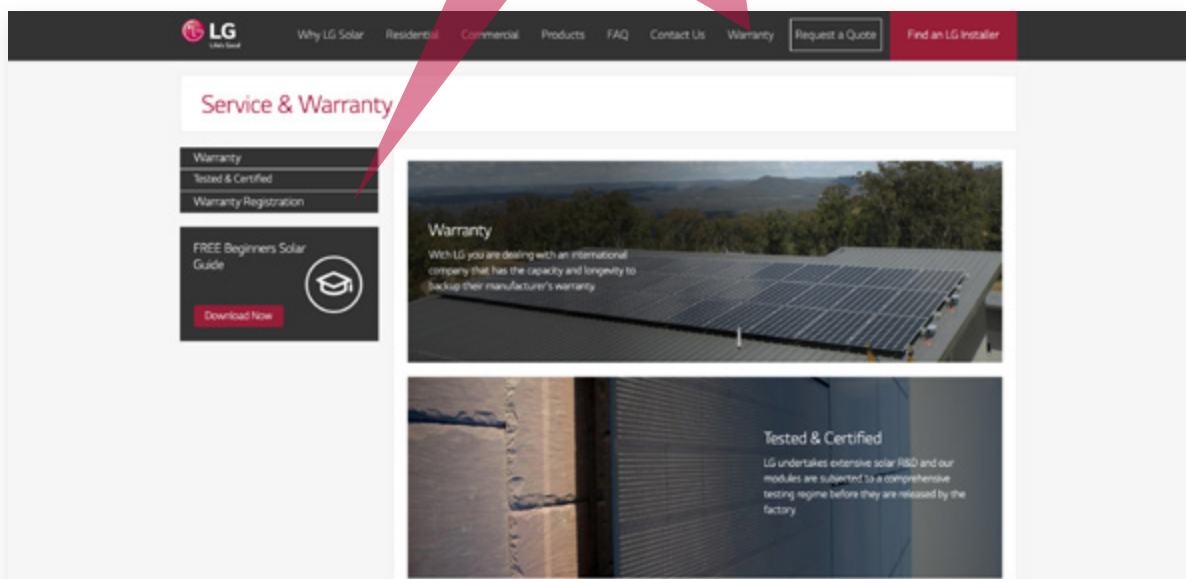 LG
Life's Good
Why LG Solar
Residential
Commercial
Products
FAQ
Contact Us
Warranty
Request a Quote
Find an LG Installer
Service & Warranty
Warranty
Tested & Certified
Warranty Registration
FREE Beginners Solar
Guide
Download Now
Warranty
With LG you are dealing with an international
company that has the capacity and longevity to
backup their manufacturer's warranty.
Tested & Certified
LG undertakes extensive solar R&D and our
modules are subjected to a comprehensive
testing regime before they are released by the
factory.